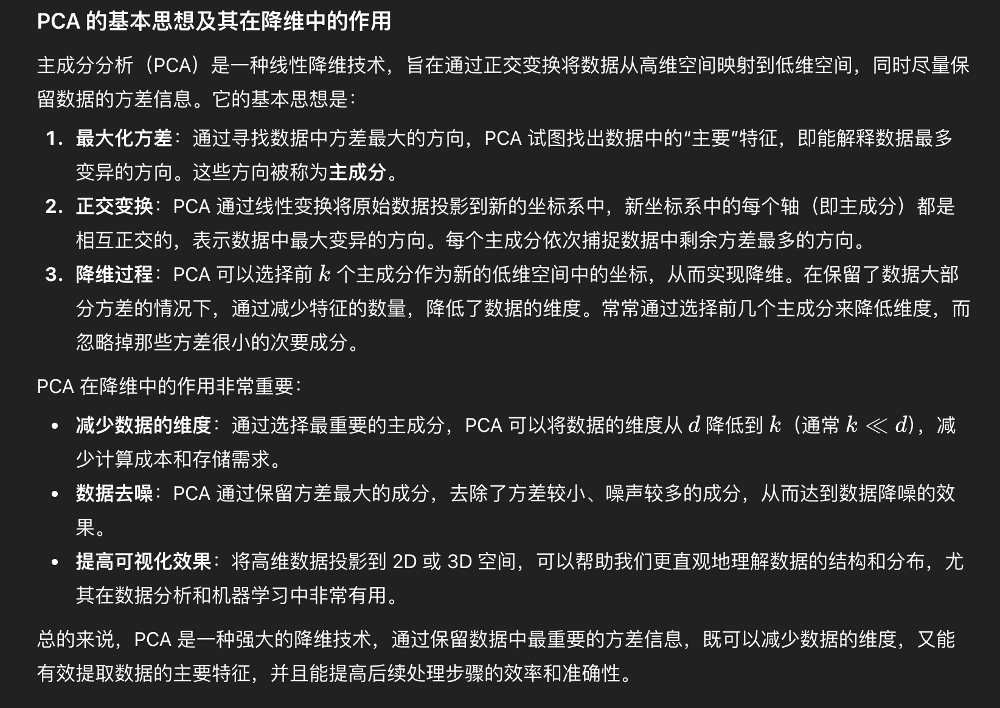 PCA 的基本思想及其在降维中的作用
主成分分析（PCA）是一种线性降维技术，旨在通过正交变换将数据从高维空间映射到低维空间，同时尽量保
留数据的方差信息。它的基本思想是：
1. 最大化方差：通过寻找数据中方差最大的方向，PCA 试图找出数据中的“主要”特征，即能解释数据最多
变异的方向。这些方向被称为主成分。
2. 正交变换：PCA 通过线性变换将原始数据投影到新的坐标系中，新坐标系中的每个轴（即主成分）都是
相互正交的，表示数据中最大变异的方向。每个主成分依次捕捉数据中剩余方差最多的方向。
3. 降维过程：PCA 可以选择前 k 个主成分作为新的低维空间中的坐标，从而实现降维。在保留了数据大部
分方差的情况下，通过减少特征的数量，降低了数据的维度。常常通过选择前几个主成分来降低维度，而
忽略掉那些方差很小的次要成分。
PCA 在降维中的作用非常重要：
• 减少数据的维度：通过选择最重要的主成分，PCA 可以将数据的维度从 d 降低到 k（通常 k ≪ d），减
少计算成本和存储需求。
• 数据去噪：PCA 通过保留方差最大的成分，去除了方差较小、噪声较多的成分，从而达到数据降噪的效
果。
• 提高可视化效果：将高维数据投影到 2D 或 3D 空间，可以帮助我们更直观地理解数据的结构和分布，尤
其在数据分析和机器学习中非常有用。
总的来说，PCA 是一种强大的降维技术，通过保留数据中最重要的方差信息，既可以减少数据的维度，又能
有效提取数据的主要特征，并且能提高后续处理步骤的效率和准确性。